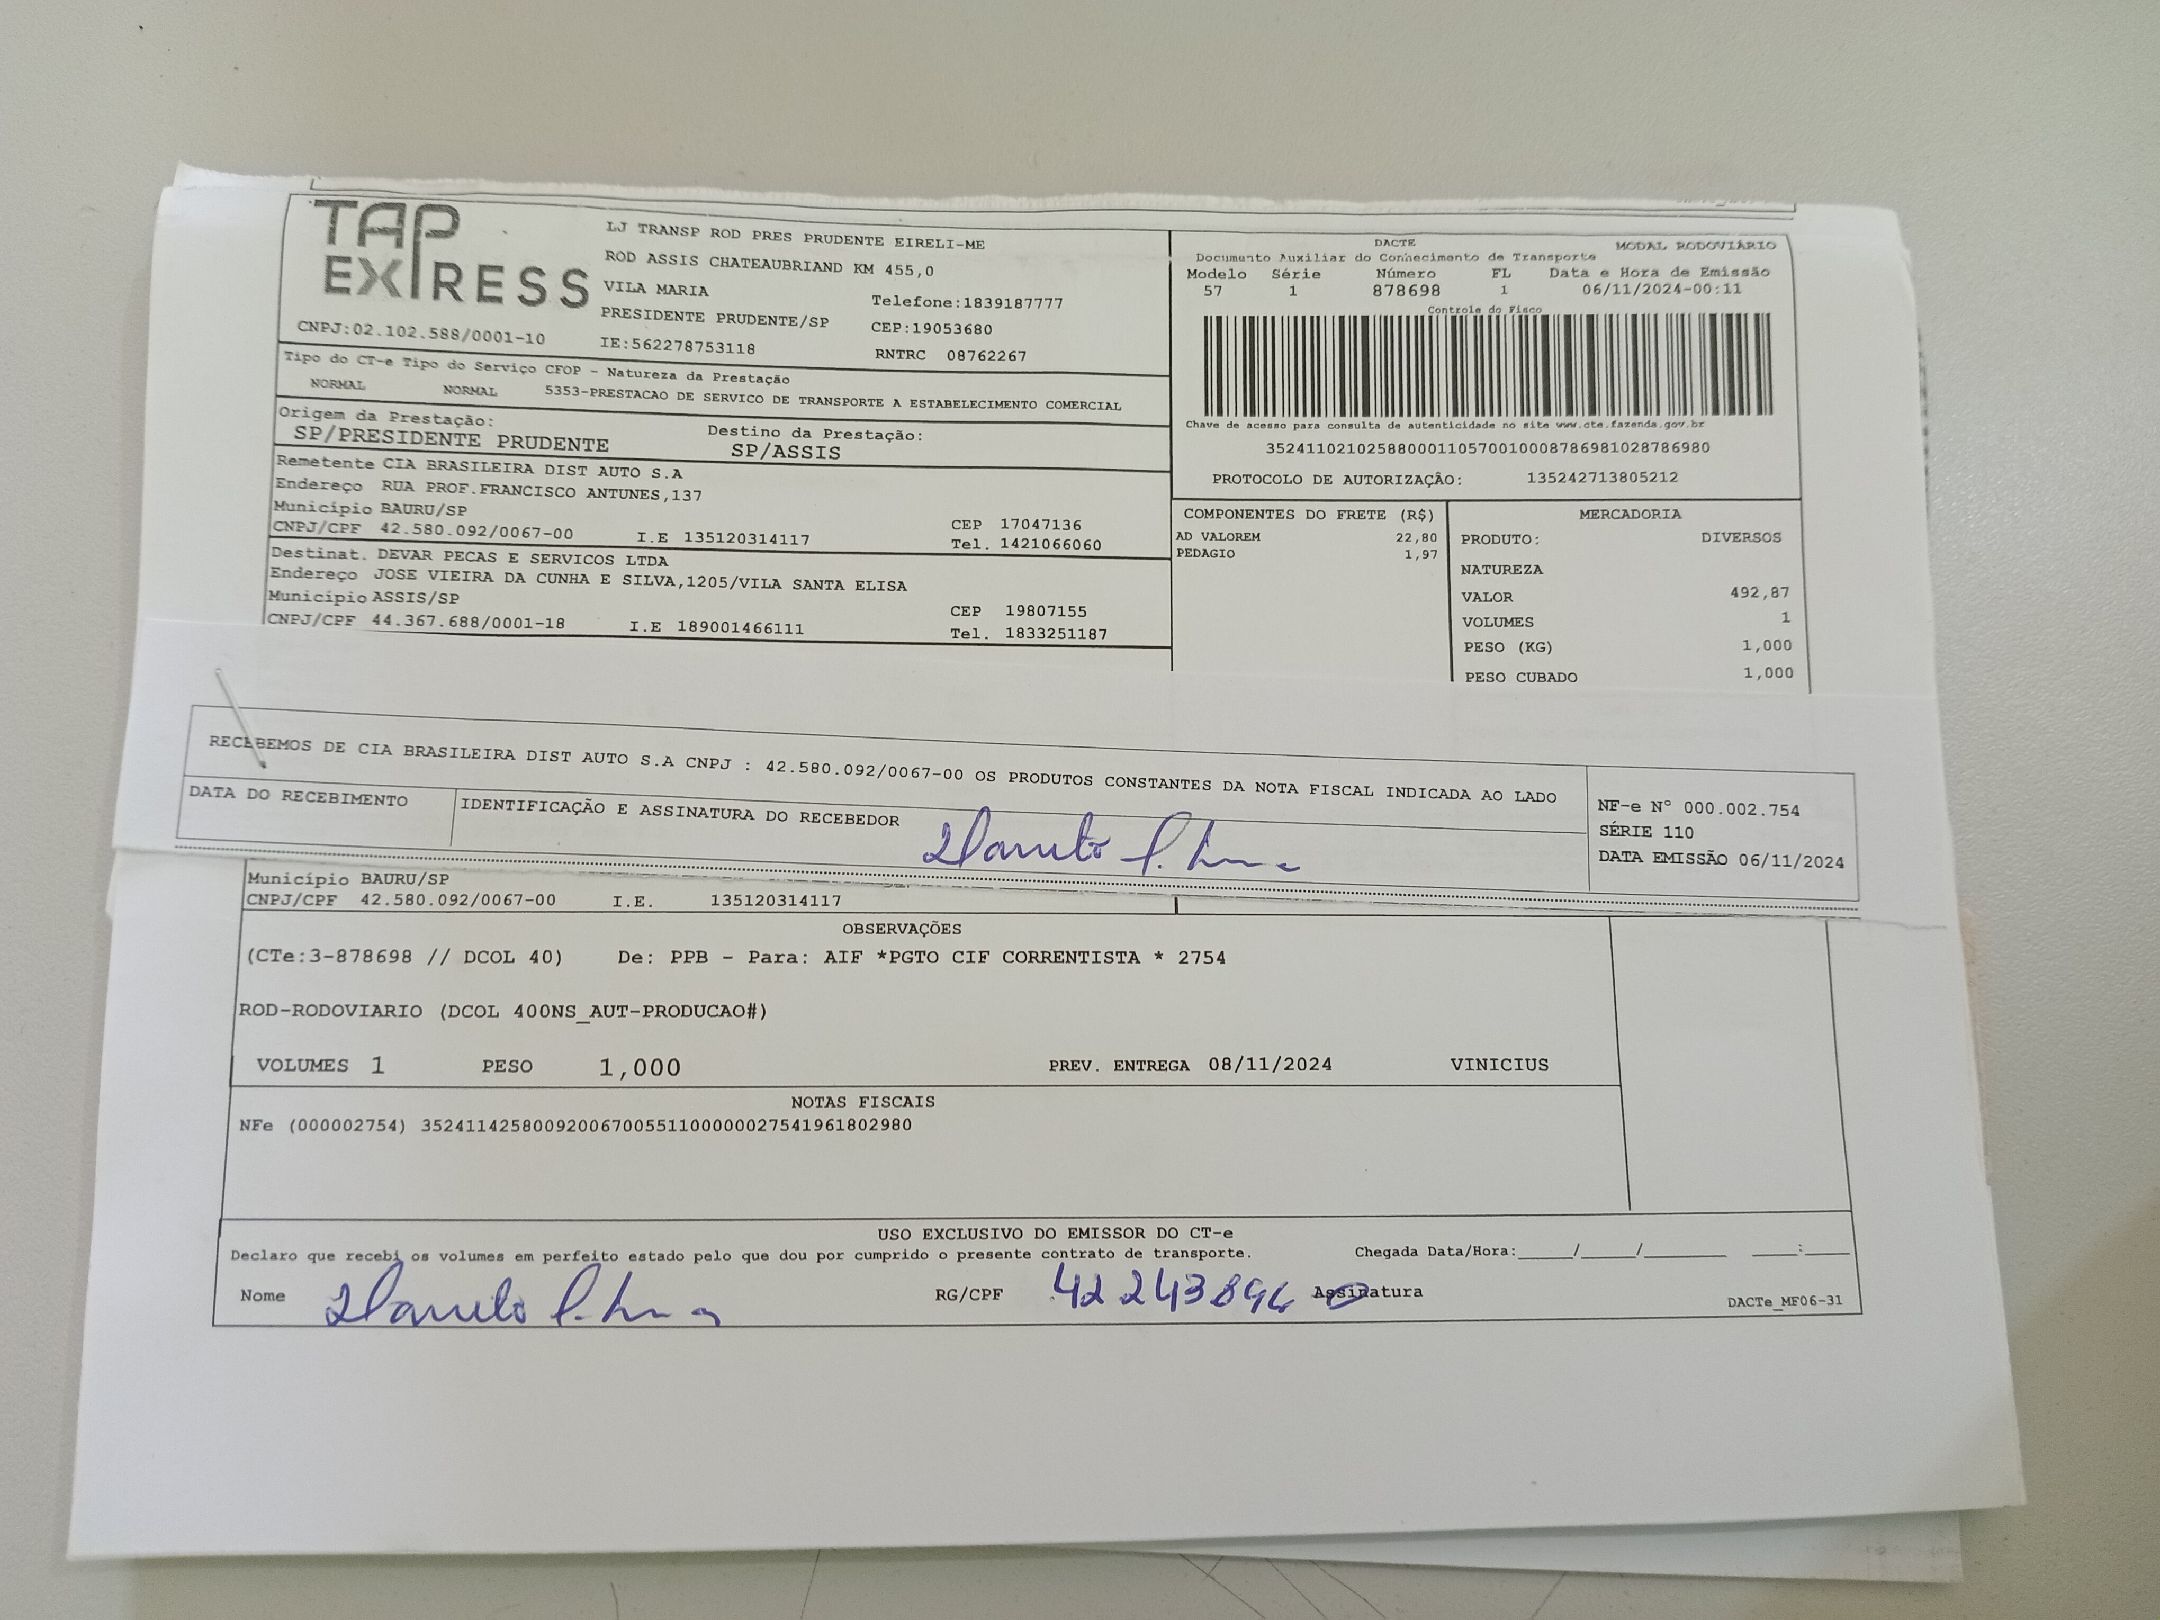 TAP EXPRESS
CNPJ:02.102.588/0001-10
LJ TRANSP ROD PRES PRUDENTE EIRELI-ME
ROD ASSIS CHATEAUBRIAND KM 455,0
VILA MARIA
Telefone:1839187777
PRESIDENTE PRUDENTE/SP CEP:19053680
IE:562278753118 RNTRC 08762267
DACTE MODAL RODOVIÁRIO
Documento Auxiliar do Conhecimento de Transporte
Modelo Série Número FL Data e Hora de Emissão
57 1 878698 1 06/11/2024-00:11
Controle do Fisco
Chave de acesso para consulta de autenticidade no site www.cte.fazenda.gov.br
35241102102588000110570010008786981028786980
PROTOCOLO DE AUTORIZAÇÃO: 135242713805212
Tipo do CT-e Tipo do Serviço CFOP - Natureza da Prestação
NORMAL NORMAL 5353-PRESTACAO DE SERVICO DE TRANSPORTE A ESTABELECIMENTO COMERCIAL
Origem da Prestação: Destino da Prestação:
SP/PRESIDENTE PRUDENTE SP/ASSIS
Remetente CIA BRASILEIRA DIST AUTO S.A
Endereço RUA PROF.FRANCISCO ANTUNES,137
Município BAURU/SP CEP 17047136
CNPJ/CPF 42.580.092/0067-00 I.E 135120314117 Tel. 1421066060
Destinat. DEVAR PECAS E SERVICOS LTDA
Endereço JOSE VIEIRA DA CUNHA E SILVA,1205/VILA SANTA ELISA
Município ASSIS/SP CEP 19807155
CNPJ/CPF 44.367.688/0001-18 I.E 189001466111 Tel. 1833251187
COMPONENTES DO FRETE (R$)
AD VALOREM 22,80
PEDAGIO 1,97
MERCADORIA
PRODUTO: DIVERSOS
NATUREZA
VALOR 492,87
VOLUMES 1
PESO (KG) 1,000
PESO CUBADO 1,000
RECEBEMOS DE CIA BRASILEIRA DIST AUTO S.A CNPJ : 42.580.092/0067-00 OS PRODUTOS CONSTANTES DA NOTA FISCAL INDICADA AO LADO
DATA DO RECEBIMENTO
IDENTIFICAÇÃO E ASSINATURA DO RECEBEDOR
Danilo
NF-e N° 000.002.754
SÉRIE 110
DATA EMISSÃO 06/11/2024
Município BAURU/SP
CNPJ/CPF 42.580.092/0067-00 I.E. 135120314117
OBSERVAÇÕES
(CTe:3-878698 // DCOL 40) De: PPB - Para: AIF *PGTO CIF CORRENTISTA * 2754
ROD-RODOVIARIO (DCOL 400NS_AUT-PRODUCAO#)
VOLUMES 1 PESO 1,000 PREV. ENTREGA 08/11/2024 VINICIUS
NOTAS FISCAIS
NFe (000002754) 35241142580092006700551100000027541961802980
USO EXCLUSIVO DO EMISSOR DO CT-e
Declaro que recebi os volumes em perfeito estado pelo que dou por cumprido o presente contrato de transporte. Chegada Data/Hora:____/____/______ ___:___
Nome Danilo RG/CPF Assinatura
DACTe_MF06-31